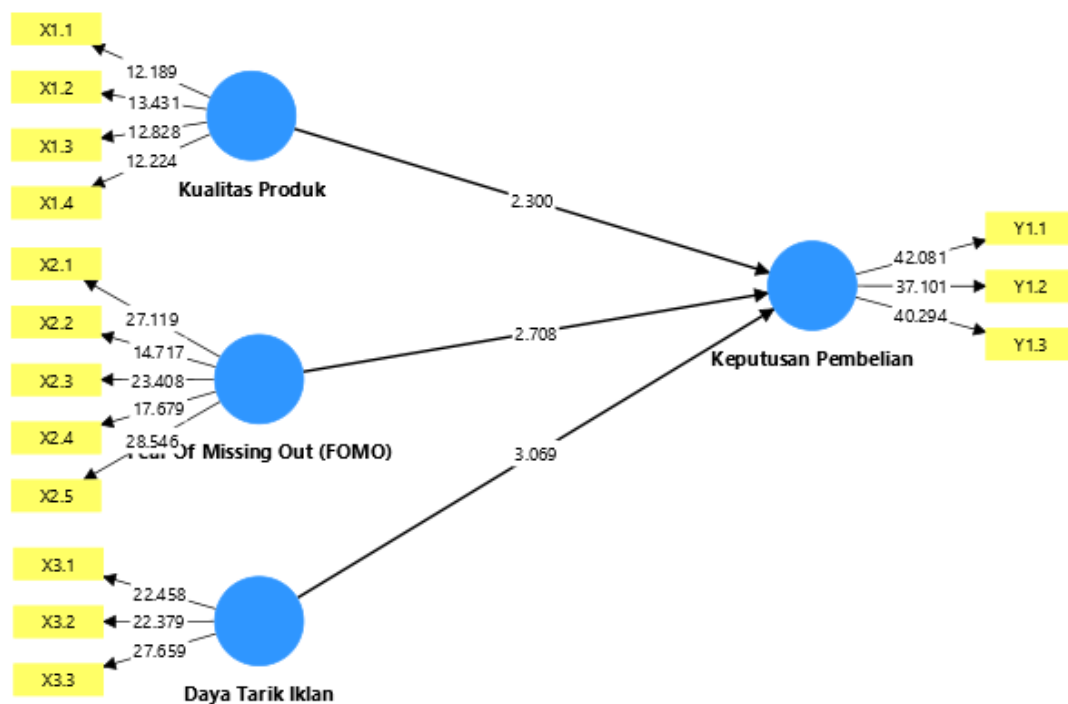 X1.1
12.189
X1.2
13.431
X1.3
12.828
X1.4
12.224
Kualitas Produk
2.300
X2.1
27.119
X2.2
14.717
X2.3
23.408
X2.4
17.679
X2.5
28.546
Of Missing Out (FOMO)
2.708
X3.1
22.458
X3.2
22.379
X3.3
27.659
Daya Tarik Iklan
3.069
Keputusan Pembelian
42.081
Y1.1
37.101
Y1.2
40.294
Y1.3